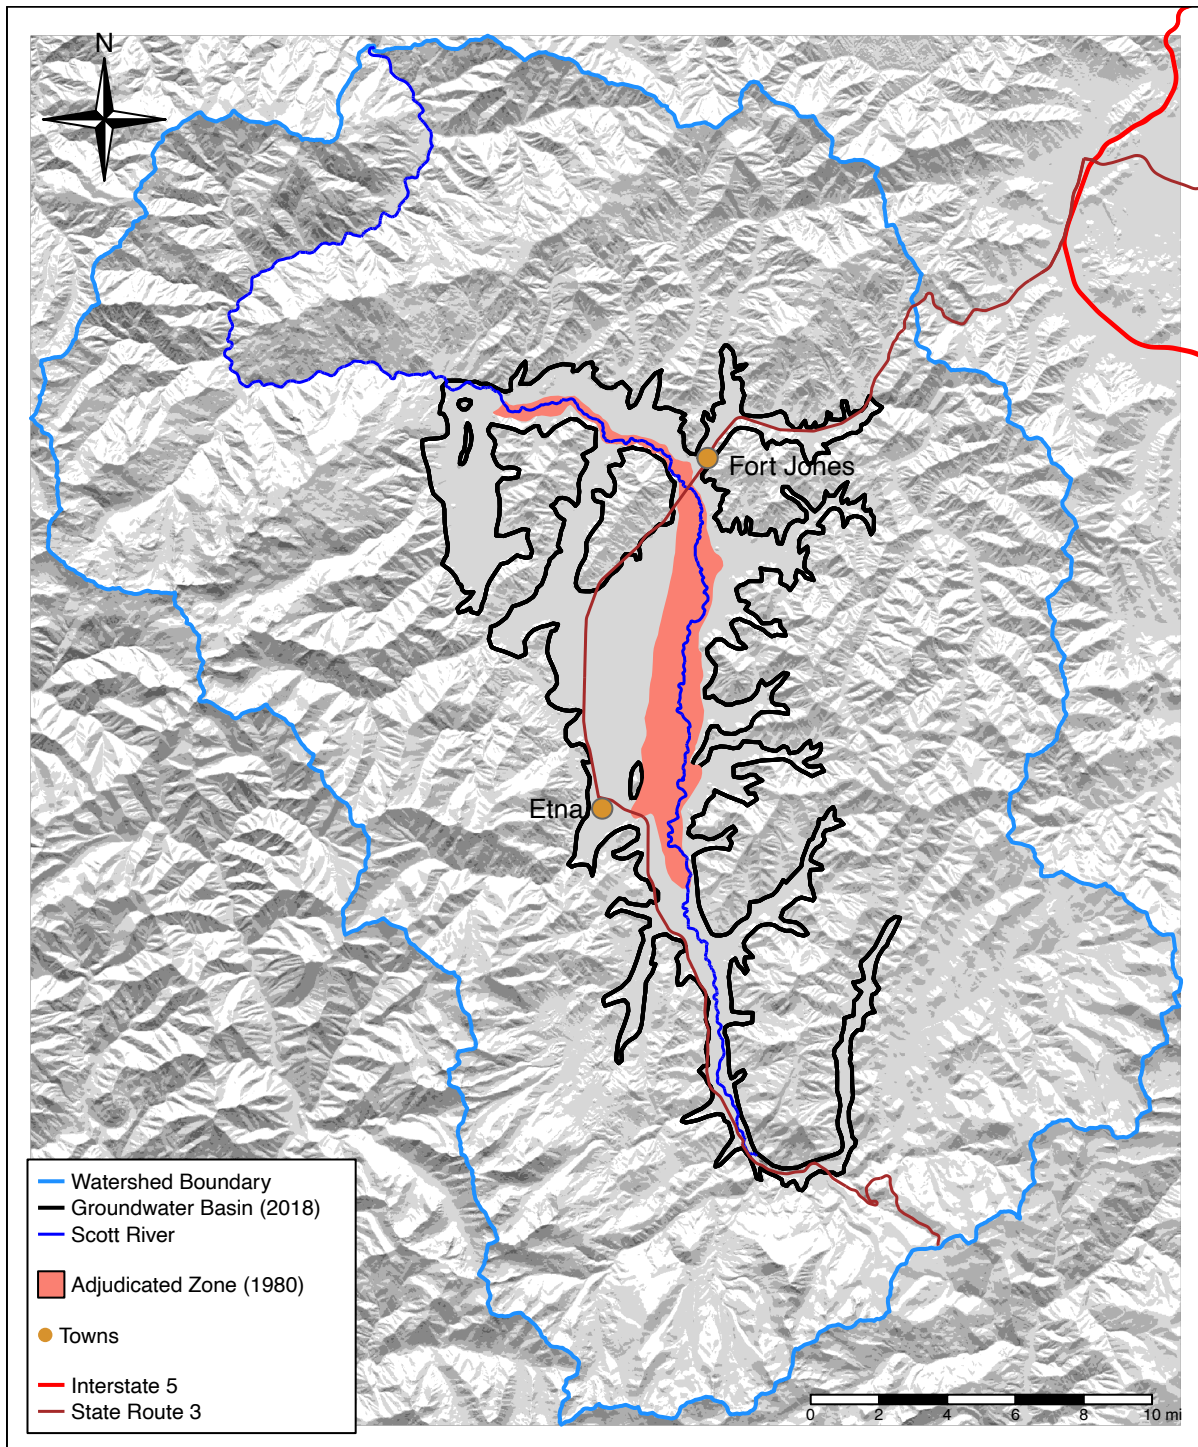 N
Fort Jones
Etna
Watershed Boundary
Groundwater Basin (2018)
Scott River
Adjudicated Zone (1980)
Towns
Interstate 5
State Route 3
0 2 4 6 8 10 mi